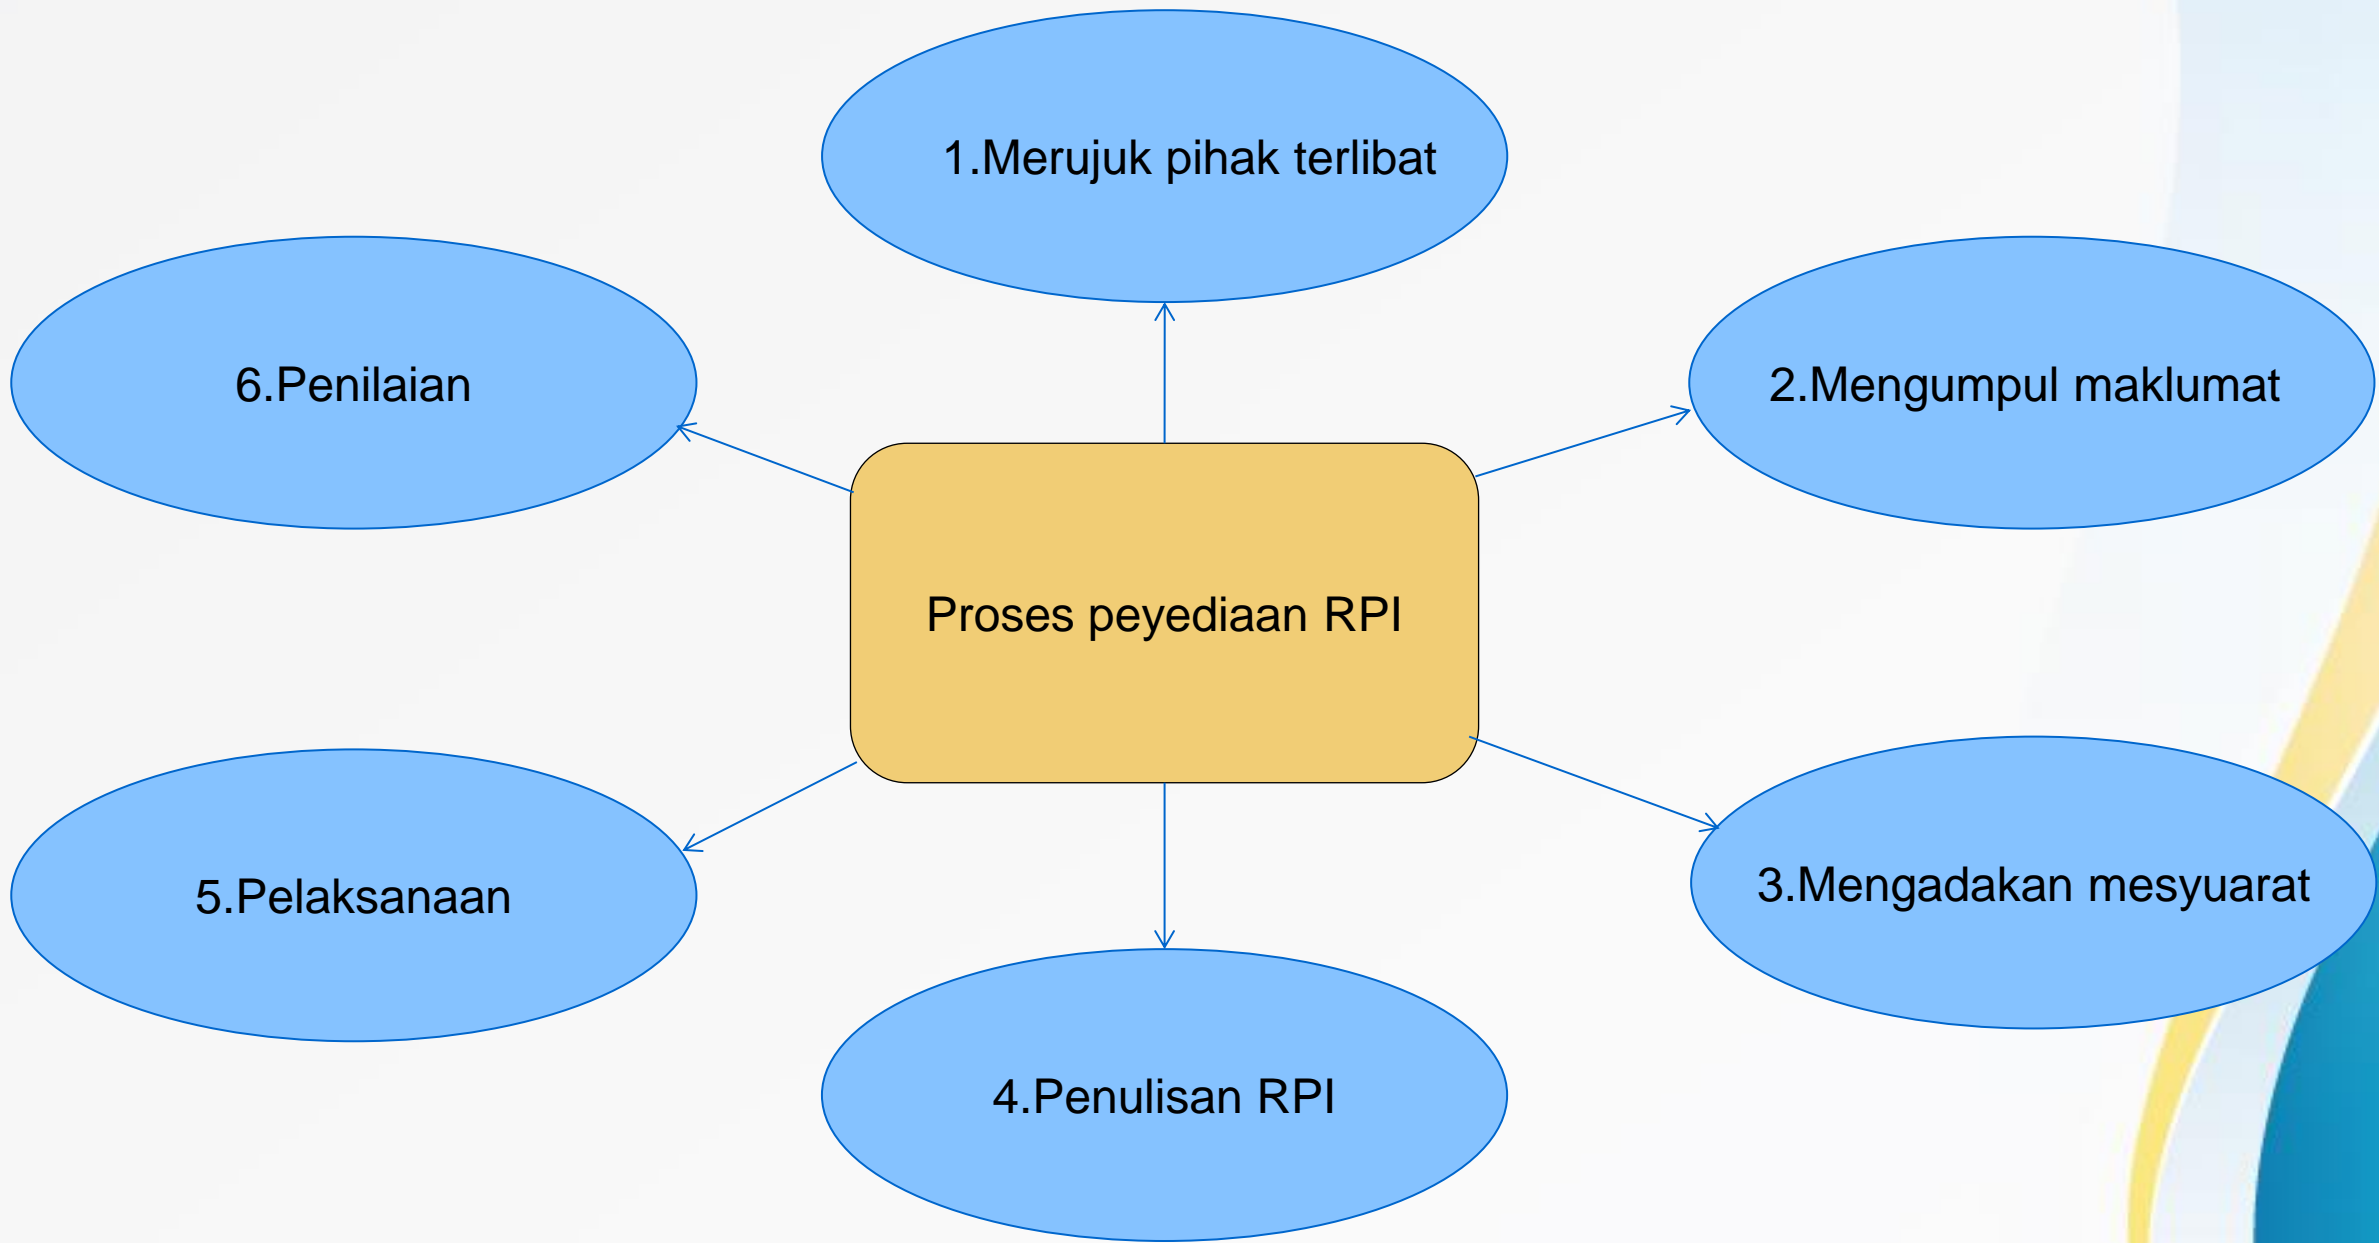 1.Merujuk pihak terlibat
2.Mengumpul maklumat
3.Mengadakan mesyuarat
4.Penulisan RPI
5.Pelaksanaan
6.Penilaian
Proses peyediaan RPI